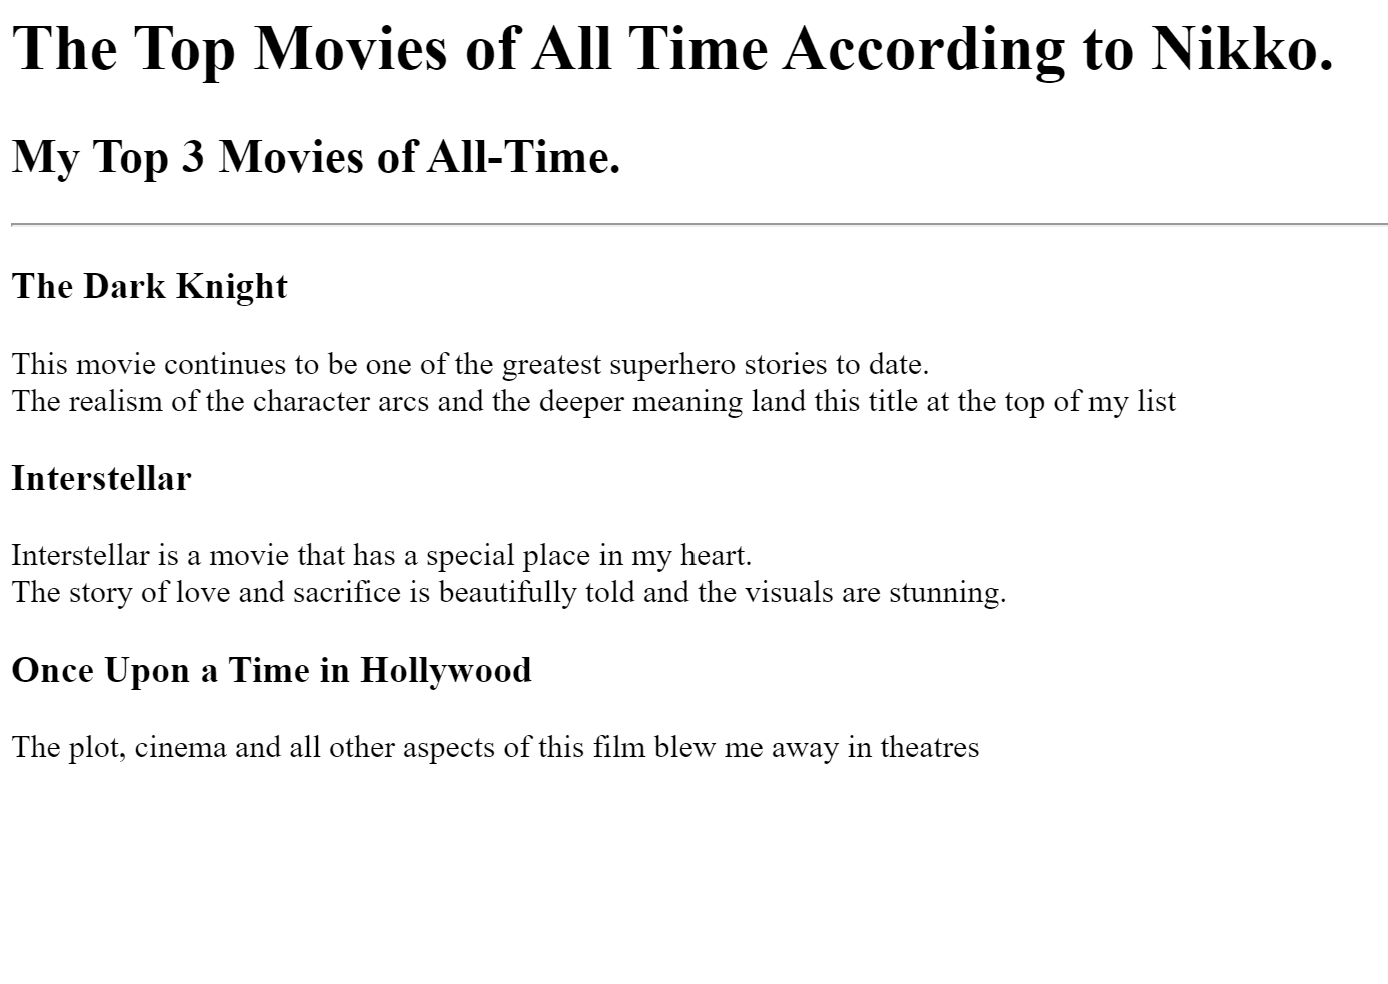 The Top Movies of All Time According to Nikko.
My Top 3 Movies of All-Time.
The Dark Knight
This movie continues to be one of the greatest superhero stories to date.
The realism of the character arcs and the deeper meaning land this title at the top of my list
Interstellar
Interstellar is a movie that has a special place in my heart.
The story of love and sacrifice is beautifully told and the visuals are stunning.
Once Upon a Time in Hollywood
The plot, cinema and all other aspects of this film blew me away in theatres